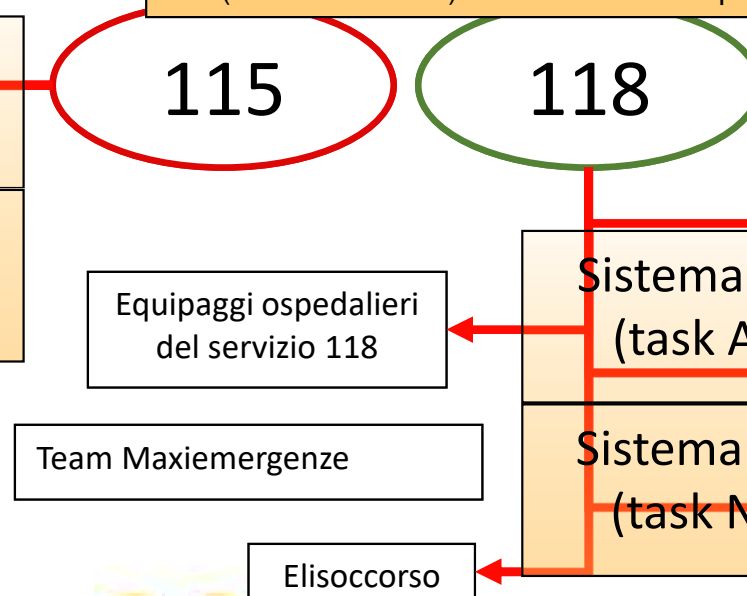 115
118
Sistema
(task A
Equipaggi ospedalieri
del servizio 118
Sistema
(task N
Team Maxiemergenze
Elisoccorso